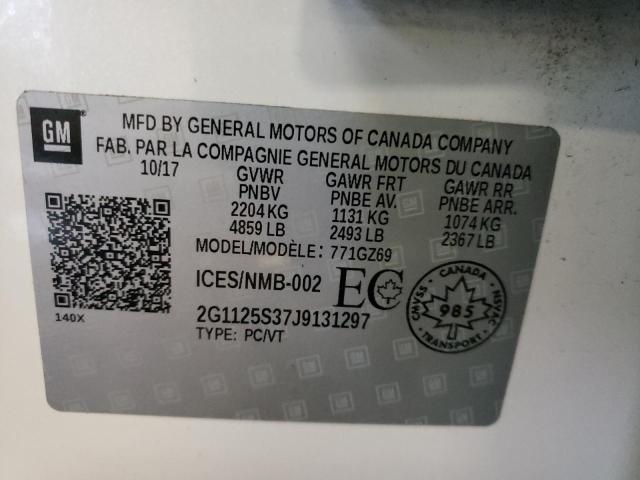 GM
MFD BY GENERAL MOTORS OF CANADA COMPANY
FAB. PAR LA COMPAGNIE GENERAL MOTORS DU CANADA
10/17 GVWR GAWR FRT GAWR RR
PNBV PNBE AV. PNBE ARR.
2204 KG 1131 KG 1074 KG
4859 LB 2493 LB 2367 LB
MODEL/MODÈLE: 771GZ69
ICES/NMB-002 EC
2G1125S37J9131297
TYPE: PC/VT
140X
CANADA
CMVSS 985 NSVAC
TRANSPORT